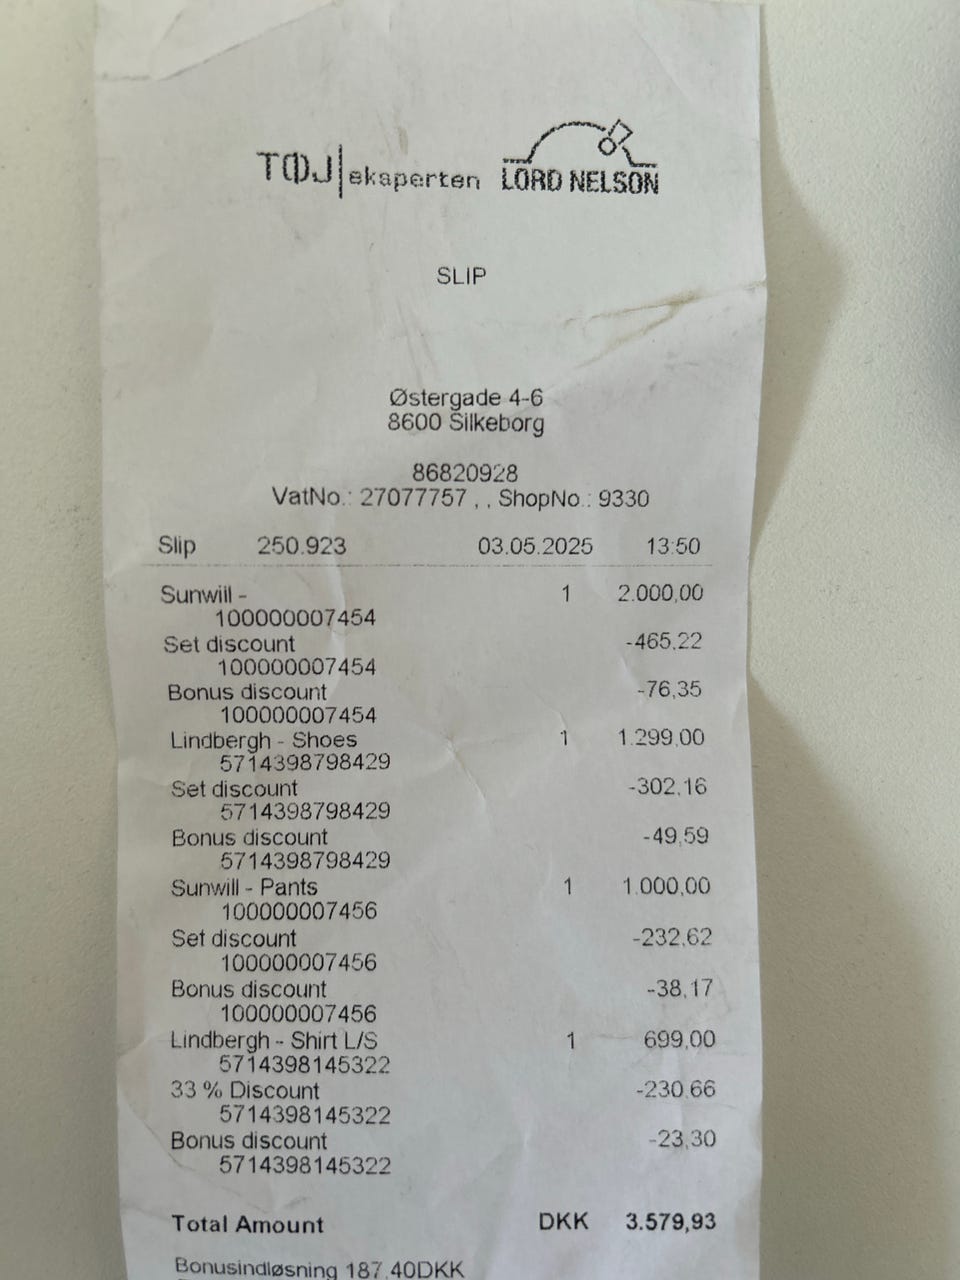 TØJ eksperten LORD NELSON
SLIP
Østergade 4-6
8600 Silkeborg
86820928
VatNo.: 27077757 , , ShopNo.: 9330
Slip 250.923 03.05.2025 13:50
Sunwill - 1 2.000,00
100000007454
Set discount -465,22
100000007454
Bonus discount -76,35
100000007454
Lindbergh - Shoes 1 1.299,00
5714398798429
Set discount -302,16
5714398798429
Bonus discount -49,59
5714398798429
Sunwill - Pants 1 1.000,00
100000007456
Set discount -232,62
100000007456
Bonus discount -38,17
100000007456
Lindbergh - Shirt L/S 1 699,00
5714398145322
33 % Discount -230,66
5714398145322
Bonus discount -23,30
5714398145322
Total Amount DKK 3.579,93
Bonusindløsning 187,40DKK